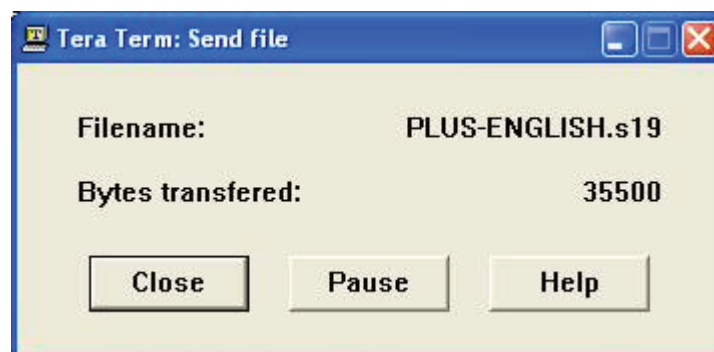 Tera Term: Send file
Filename: PLUS-ENGLISH.s19
Bytes transfered: 35500
Close Pause Help